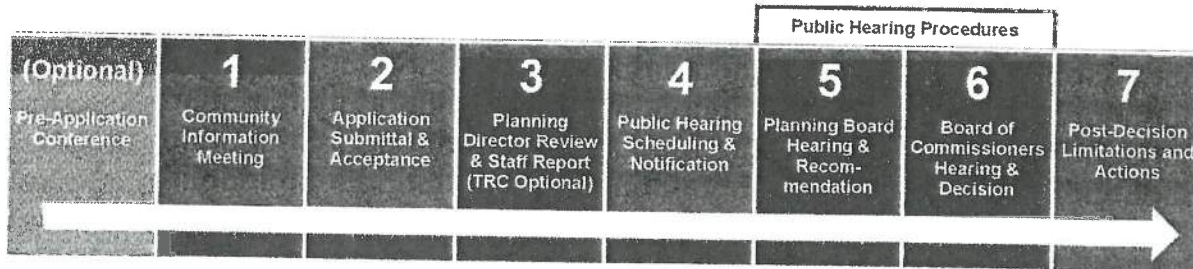 Public Hearing Procedures
(Optional)
Pre-Application
Conference
1
Community
Information
Meeting
2
Application
Submittal &
Acceptance
3
Planning
Director Review
& Staff Report
(TRC Optional)
4
Public Hearing
Scheduling &
Notification
5
Planning Board
Hearing &
Recom-
mendation
6
Board of
Commissioners
Hearing &
Decision
7
Post-Decision
Limitations and
Actions